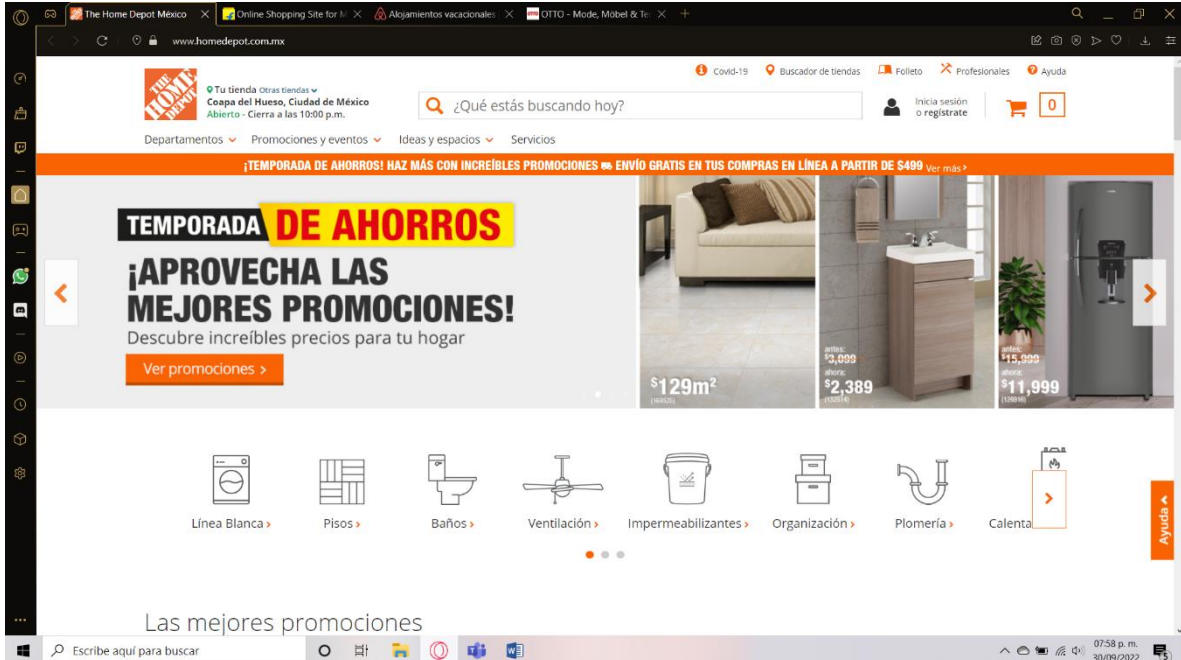 The Home Depot México
Online Shopping Site for M
Alojamientos vacacionales
OTTO - Mode, Möbel & Te
www.homedepot.com.mx
Covid-19
Buscador de tiendas
Folleto
Profesionales
Ayuda
THE HOME DEPOT
Tu tienda Otras tiendas
Coapa del Hueso, Ciudad de México
Abierto - Cierra a las 10:00 p.m.
¿Qué estás buscando hoy?
Inicia sesión
o regístrate
0
Departamentos
Promociones y eventos
Ideas y espacios
Servicios
¡TEMPORADA DE AHORROS! HAZ MÁS CON INCREÍBLES PROMOCIONES ENVÍO GRATIS EN TUS COMPRAS EN LÍNEA A PARTIR DE $499 Ver más >
TEMPORADA DE AHORROS
¡APROVECHA LAS
MEJORES PROMOCIONES!
Descubre increíbles precios para tu hogar
Ver promociones >
$129m²
antes:
$3,099
ahora:
$2,389
antes:
$15,999
ahora:
$11,999
Línea Blanca >
Pisos >
Baños >
Ventilación >
Impermeabilizantes >
Organización >
Plomería >
Calenta
Ayuda
Las mejores promociones
Escribe aquí para buscar
07:58 p. m.
30/09/2022
5